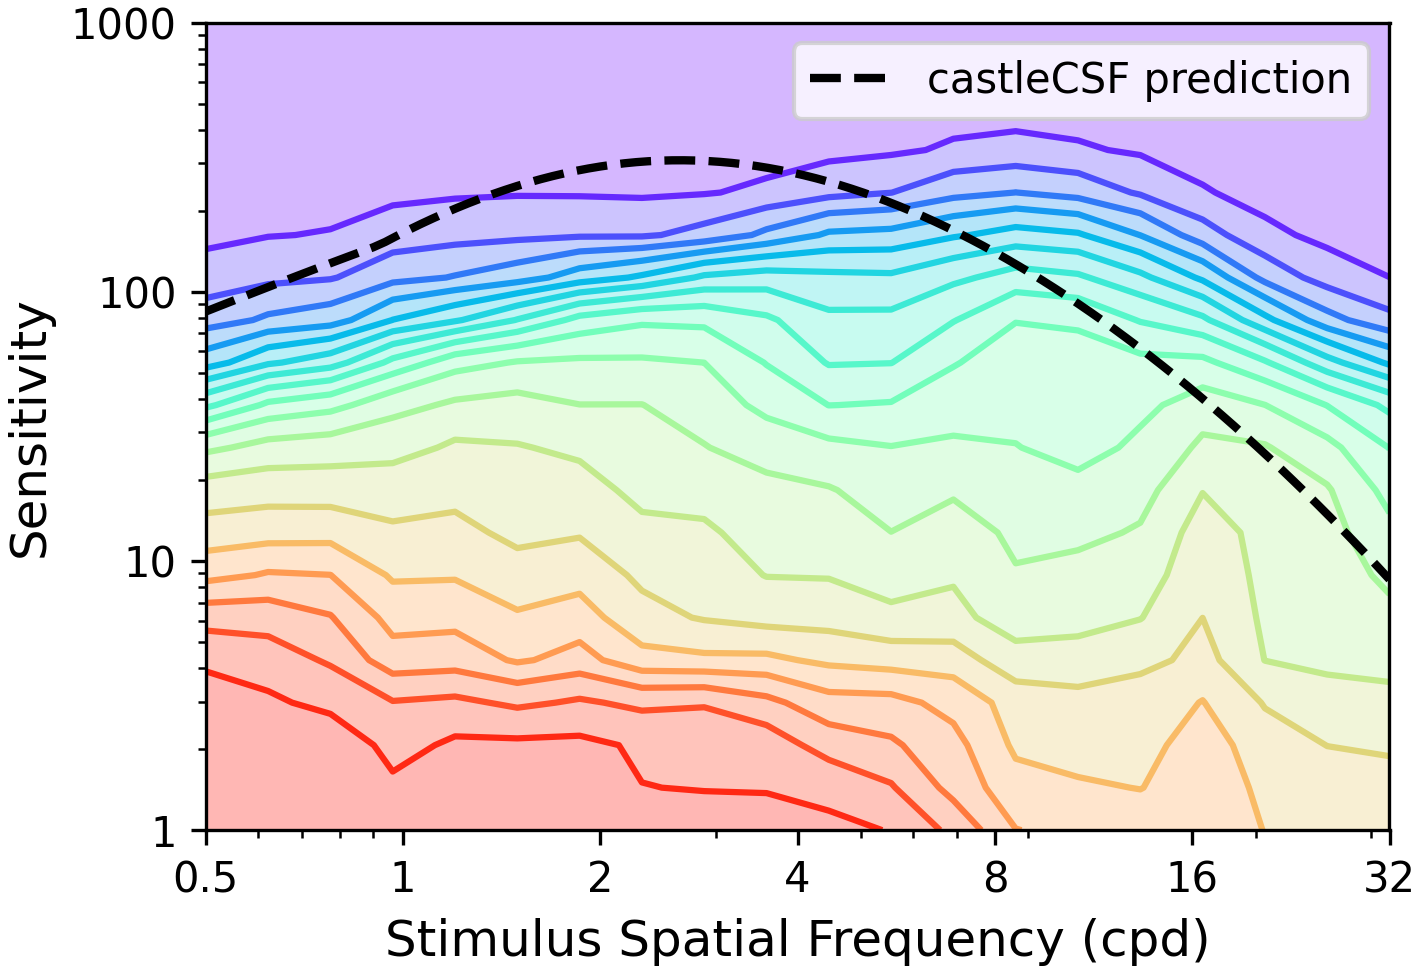 1000
castleCSF prediction
100
Sensitivity
10
1
0.5 1 2 4 8 16 32
Stimulus Spatial Frequency (cpd)